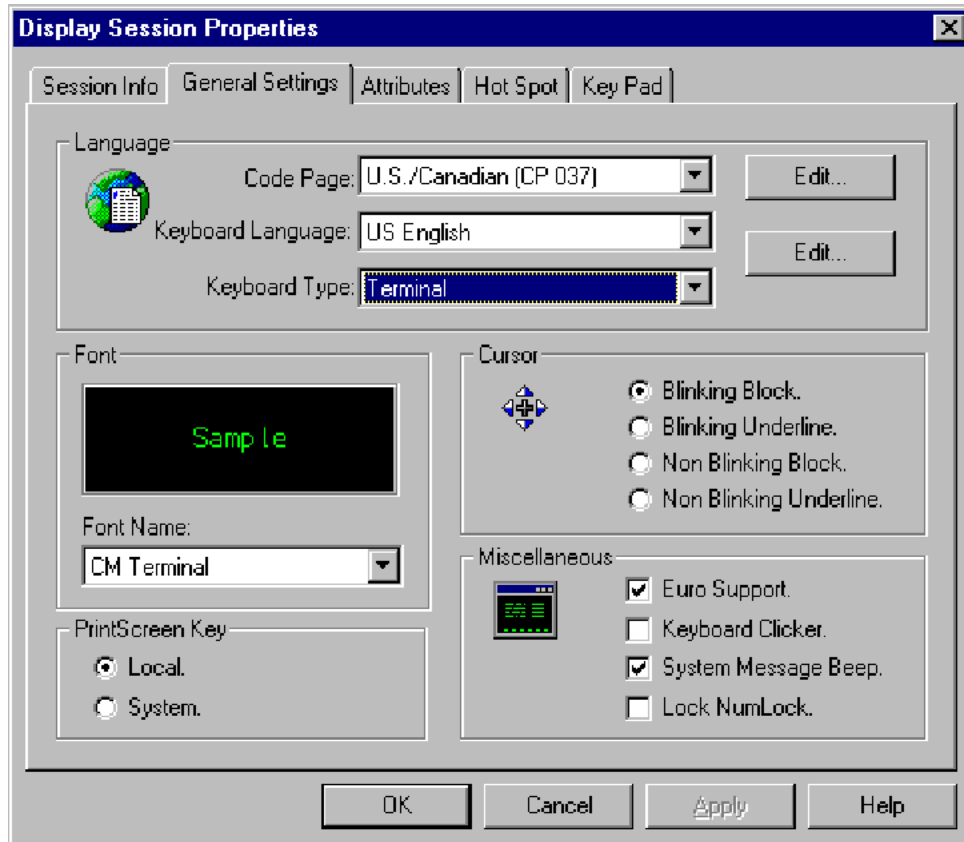 Display Session Properties
Session Info General Settings Attributes Hot Spot Key Pad
Language
Code Page: U.S./Canadian (CP 037) Edit...
Keyboard Language: US English
Edit...
Keyboard Type: Terminal
Font
Sample
Font Name:
CM Terminal
PrintScreen Key
Local.
System.
Cursor
Blinking Block.
Blinking Underline.
Non Blinking Block.
Non Blinking Underline.
Miscellaneous
Euro Support.
Keyboard Clicker.
System Message Beep.
Lock NumLock.
OK Cancel Apply Help